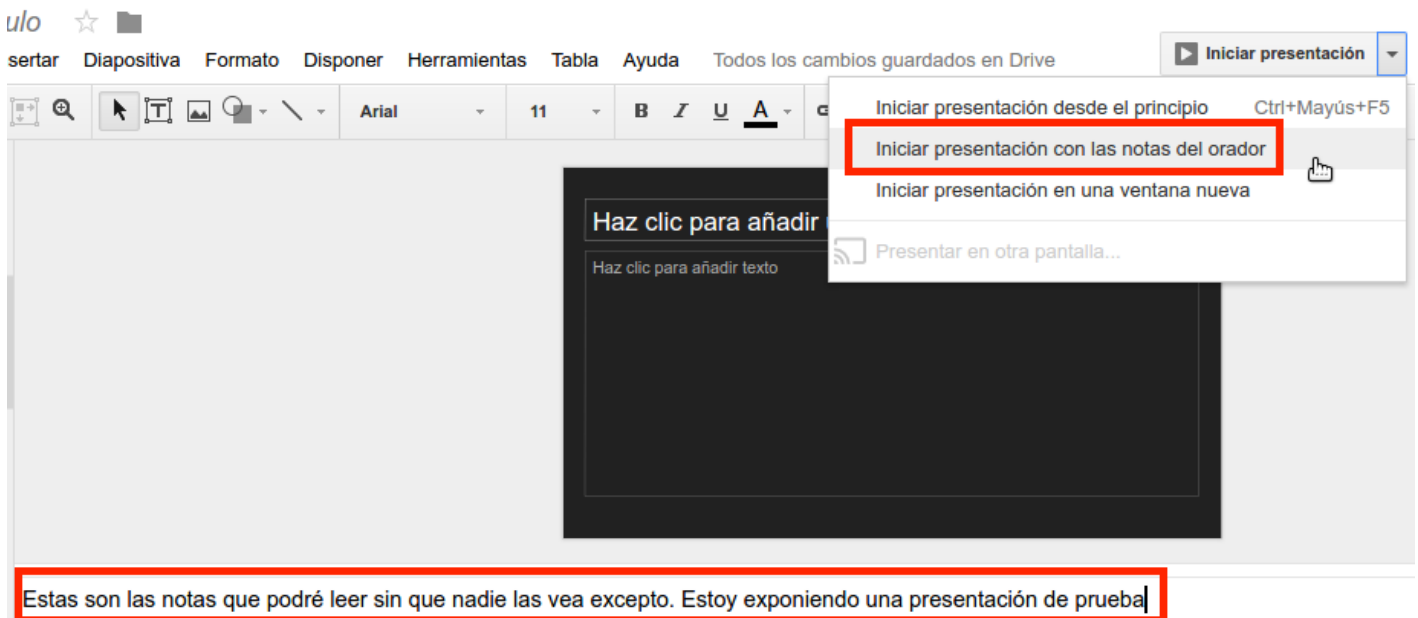 ulo
sertar Diapositiva Formato Disponer Herramientas Tabla Ayuda Todos los cambios guardados en Drive
Iniciar presentación
Arial 11 B I U A
Iniciar presentación desde el principio Ctrl+Mayús+F5
Iniciar presentación con las notas del orador
Iniciar presentación en una ventana nueva
Presentar en otra pantalla...
Haz clic para añadir
Haz clic para añadir texto
Estas son las notas que podré leer sin que nadie las vea excepto. Estoy exponiendo una presentación de prueba